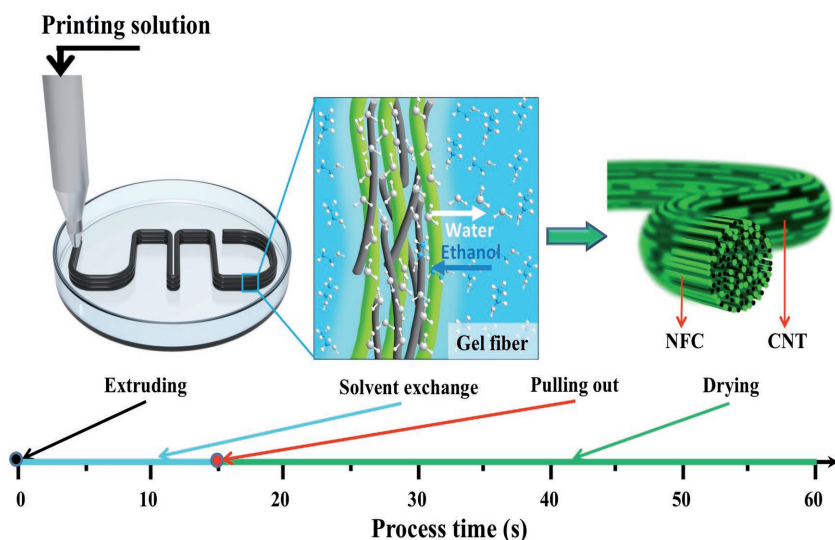 Printing solution
Water
Ethanol
Gel fiber
NFC
CNT
Extruding
Solvent exchange
Pulling out
Drying
0
10
20
30
40
50
60
Process time (s)